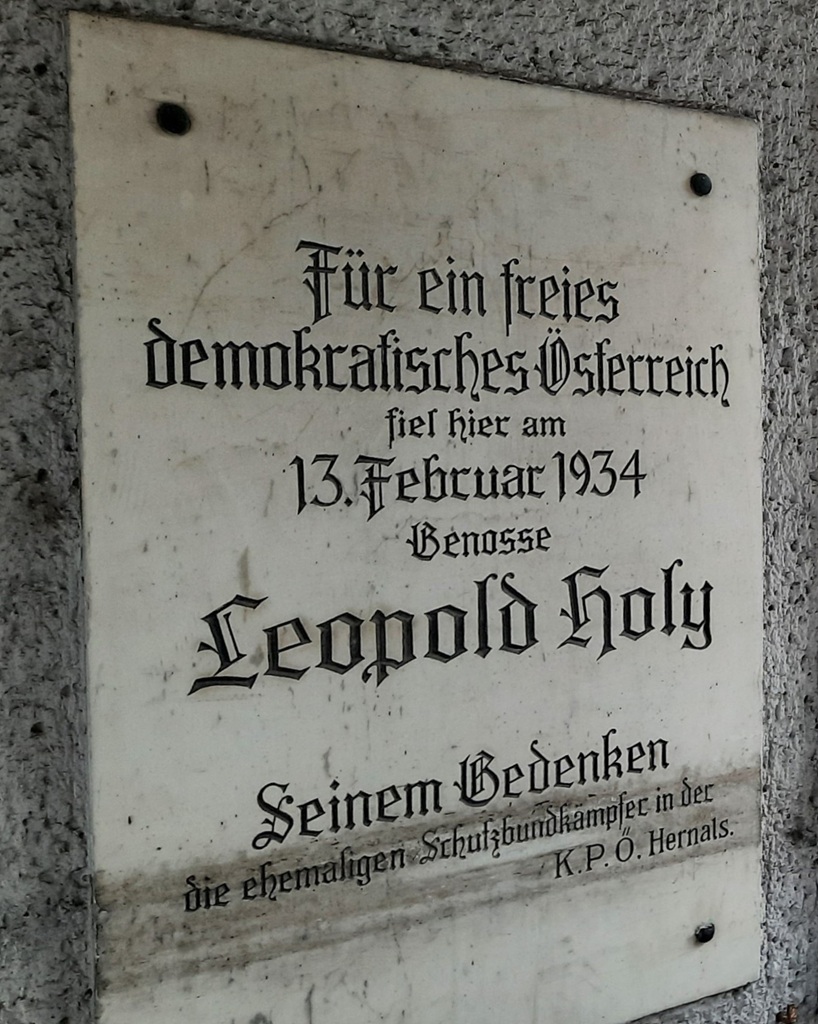 Für ein freies
demokratisches Österreich
fiel hier am
13. Februar 1934
Genosse
Leopold Holy
Seinem Gedenken
die ehemaligen Schutzbundkämpfer in der
K.P.Ö. Hernals.